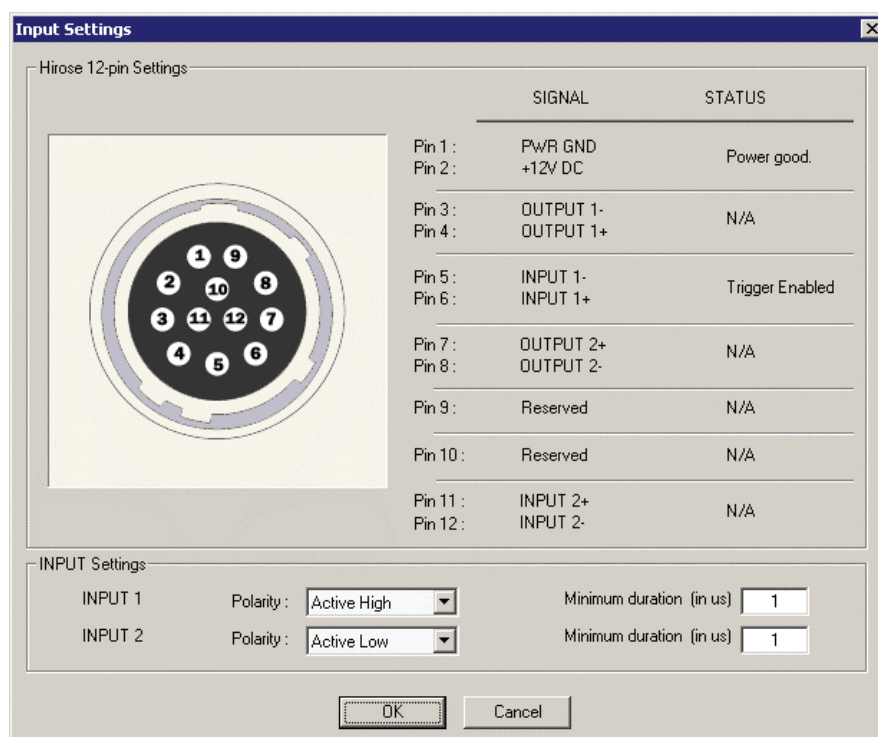 Input Settings
Hirose 12-pin Settings
SIGNAL STATUS
Pin 1 : PWR GND
Pin 2 : +12V DC
Power good.
Pin 3 : OUTPUT 1-
Pin 4 : OUTPUT 1+
N/A
Pin 5 : INPUT 1-
Pin 6 : INPUT 1+
Trigger Enabled
Pin 7 : OUTPUT 2+
Pin 8 : OUTPUT 2-
N/A
Pin 9 : Reserved N/A
Pin 10 : Reserved N/A
Pin 11 : INPUT 2+
Pin 12 : INPUT 2-
N/A
1 9
2 10 8
3 11 12 7
4 5 6
INPUT Settings
INPUT 1 Polarity : Active High Minimum duration (in us) 1
INPUT 2 Polarity : Active Low Minimum duration (in us) 1
OK Cancel